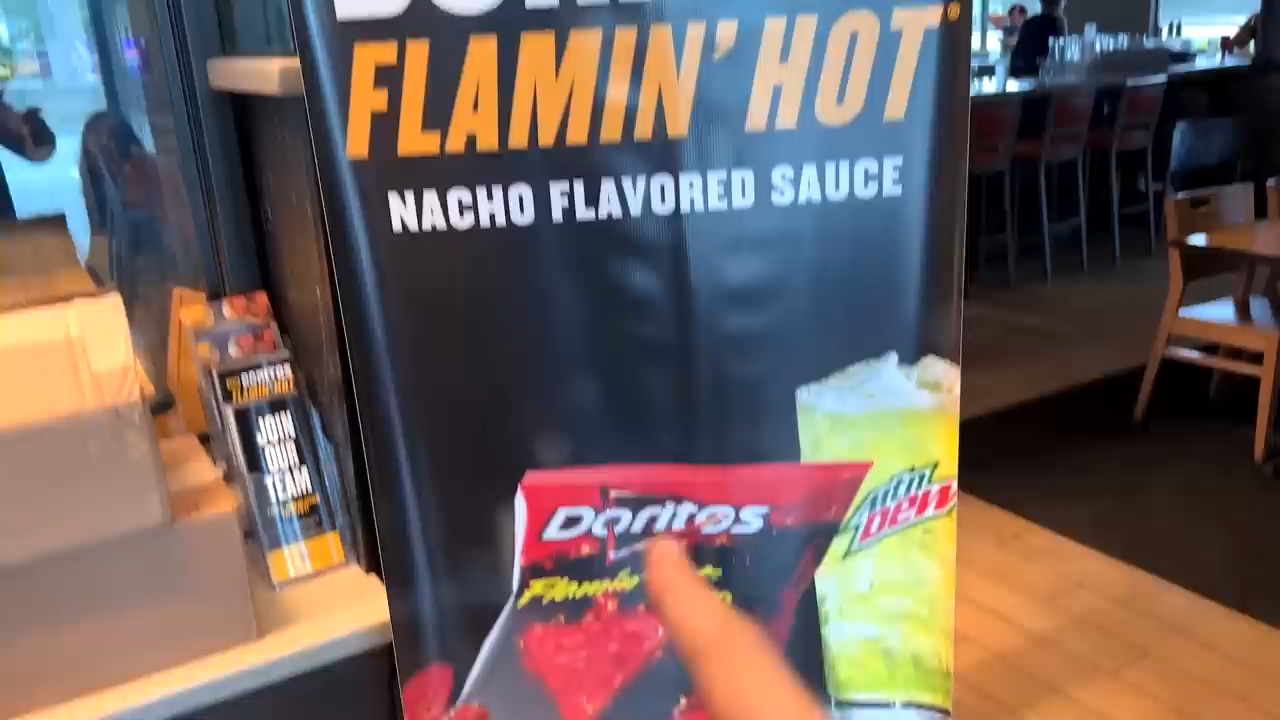 FLAMIN' HOT
NACHO FLAVORED SAUCE
DORITOS
FLAMIN' HOT
JOIN
OUR
TEAM
Doritos
mtn
DEW